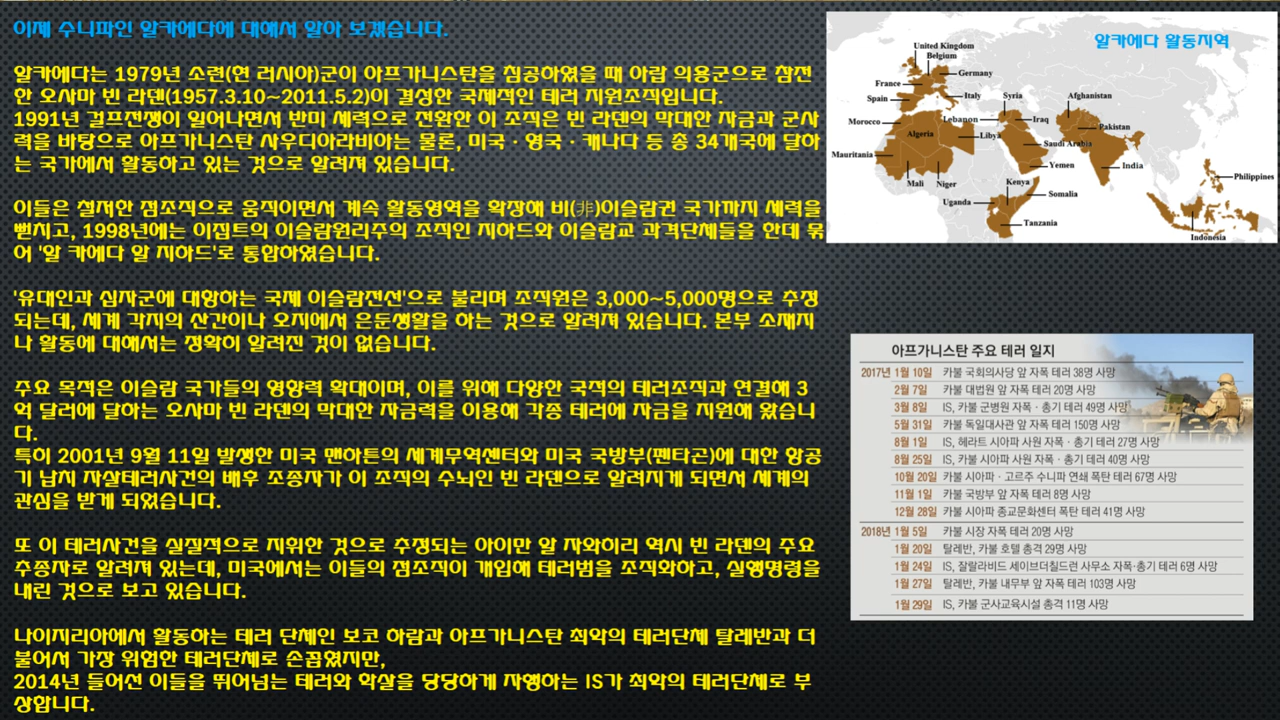 이제 수니파인 알카에다에 대해서 알아 보겠습니다.
알카에다는 1979년 소련(현 러시아)군이 아프가니스탄을 침공하였을 때 아랍 의용군으로 참전
한 오사마 빈 라덴(1957.3.10~2011.5.2)이 결성한 국제적인 테러 지원조직입니다.
1991년 걸프전쟁이 일어나면서 반미 세력으로 전환한 이 조직은 빈 라덴의 막대한 자금과 군사
력을 바탕으로 아프가니스탄 사우디아라비아는 물론, 미국·영국·캐나다 등 총 34개국에 달하
는 국가에서 활동하고 있는 것으로 알려져 있습니다.
이들은 철저한 점조직으로 움직이면서 계속 활동영역을 확장해 비(非)이슬람권 국가까지 세력을
뻗치고, 1998년에는 이집트의 이슬람원리주의 조직인 지하드와 이슬람교 과격단체들을 한데 묶
어 '알 카에다 알 지하드'로 통합하였습니다.
'유대인과 십자군에 대항하는 국제 이슬람전선'으로 불리며 조직원은 3,000~5,000명으로 추정
되는데, 세계 각지의 산간이나 오지에서 은둔생활을 하는 것으로 알려져 있습니다. 본부 소재지
나 활동에 대해서는 정확히 알려진 것이 없습니다.
주요 목적은 이슬람 국가들의 영향력 확대이며, 이를 위해 다양한 국적의 테러조직과 연결해 3
억 달러에 달하는 오사마 빈 라덴의 막대한 자금력을 이용해 각종 테러에 자금을 지원해 왔습니
다.
특히 2001년 9월 11일 발생한 미국 맨하튼의 세계무역센터와 미국 국방부(펜타곤)에 대한 항공
기 납치 자살테러사건의 배후 조종자가 이 조직의 수뇌인 빈 라덴으로 알려지게 되면서 세계의
관심을 받게 되었습니다.
또 이 테러사건을 실질적으로 지휘한 것으로 추정되는 아이만 알 자와히리 역시 빈 라덴의 주요
추종자로 알려져 있는데, 미국에서는 이들의 점조직이 개입해 테러범을 조직화하고, 실행명령을
내린 것으로 보고 있습니다.
나이지리아에서 활동하는 테러 단체인 보코 하람과 아프가니스탄 최악의 테러단체 탈레반과 더
불어서 가장 위험한 테러단체로 손꼽혔지만,
2014년 들어선 이들을 뛰어넘는 테러와 학살을 당당하게 자행하는 IS가 최악의 테러단체로 부
상합니다.
알카에다 활동지역
United Kingdom
Belgium
Germany
France
Italy
Spain
Syria
Afghanistan
Morocco
Lebanon
Iraq
Algeria
Libya
Pakistan
Saudi Arabia
Mauritania
Yemen
India
Mali
Niger
Kenya
Philippines
Somalia
Uganda
Tanzania
Indonesia
아프가니스탄 주요 테러 일지
2017년 1월 10일 카불 국회의사당 앞 자폭 테러 38명 사망
2월 7일 카불 대법원 앞 자폭 테러 20명 사망
3월 8일 IS, 카불 군병원 자폭·총기 테러 49명 사망
5월 31일 카불 독일대사관 앞 자폭 테러 150명 사망
8월 1일 IS, 헤라트 시아파 사원 자폭·총기 테러 27명 사망
8월 25일 IS, 카불 시아파 사원 자폭·총기 테러 40명 사망
10월 20일 카불 시아파·고르주 수니파 연쇄 폭탄 테러 67명 사망
11월 1일 카불 국방부 앞 자폭 테러 8명 사망
12월 28일 카불 시아파 종교문화센터 폭탄 테러 41명 사망
2018년 1월 5일 카불 시장 자폭 테러 20명 사망
1월 20일 탈레반, 카불 호텔 총격 29명 사망
1월 24일 IS, 잘랄라바드 세이브더칠드런 사무소 자폭·총기 테러 6명 사망
1월 27일 탈레반, 카불 내무부 앞 자폭 테러 103명 사망
1월 29일 IS, 카불 군사교육시설 총격 11명 사망